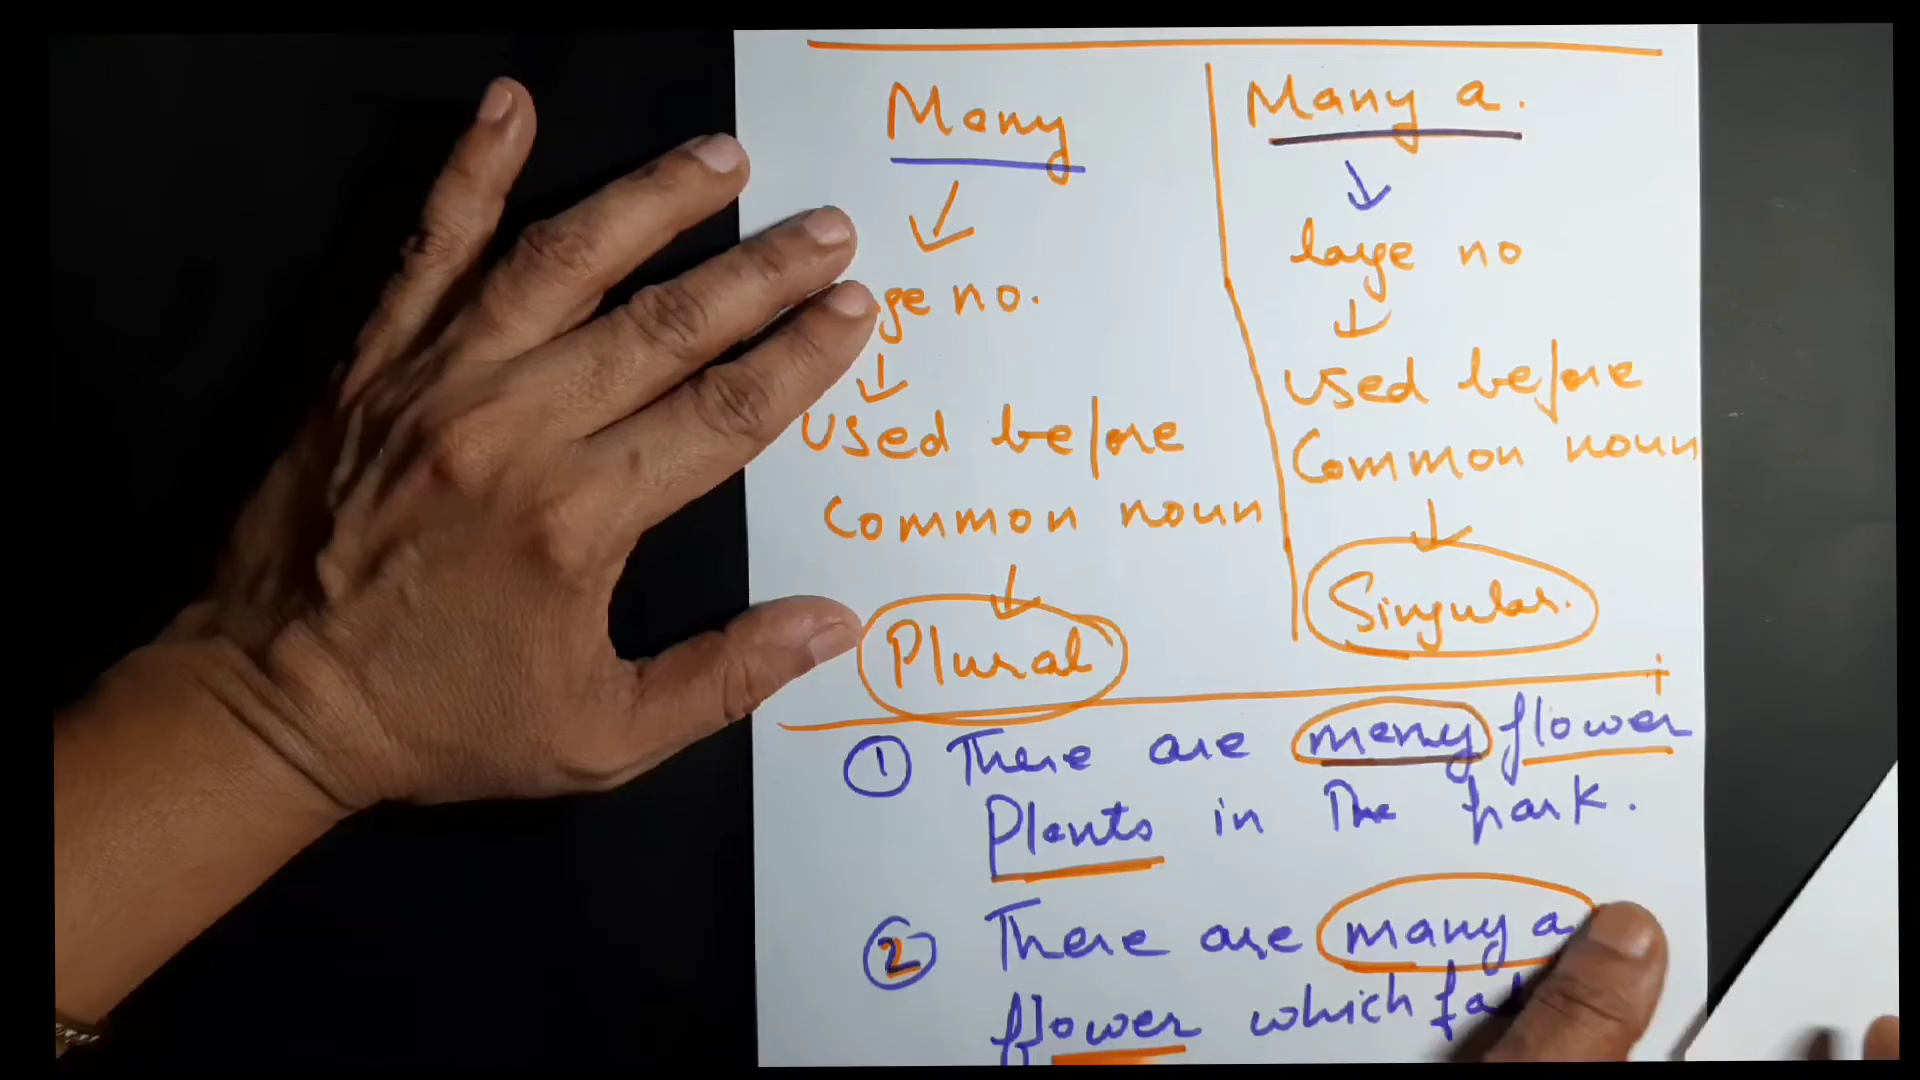 Many
ge no.
Used before
Common noun
Plural
Many a.
large no
Used before
Common noun
Singular.
① There are many flower
Plants in The park.
② There are many a
flower which